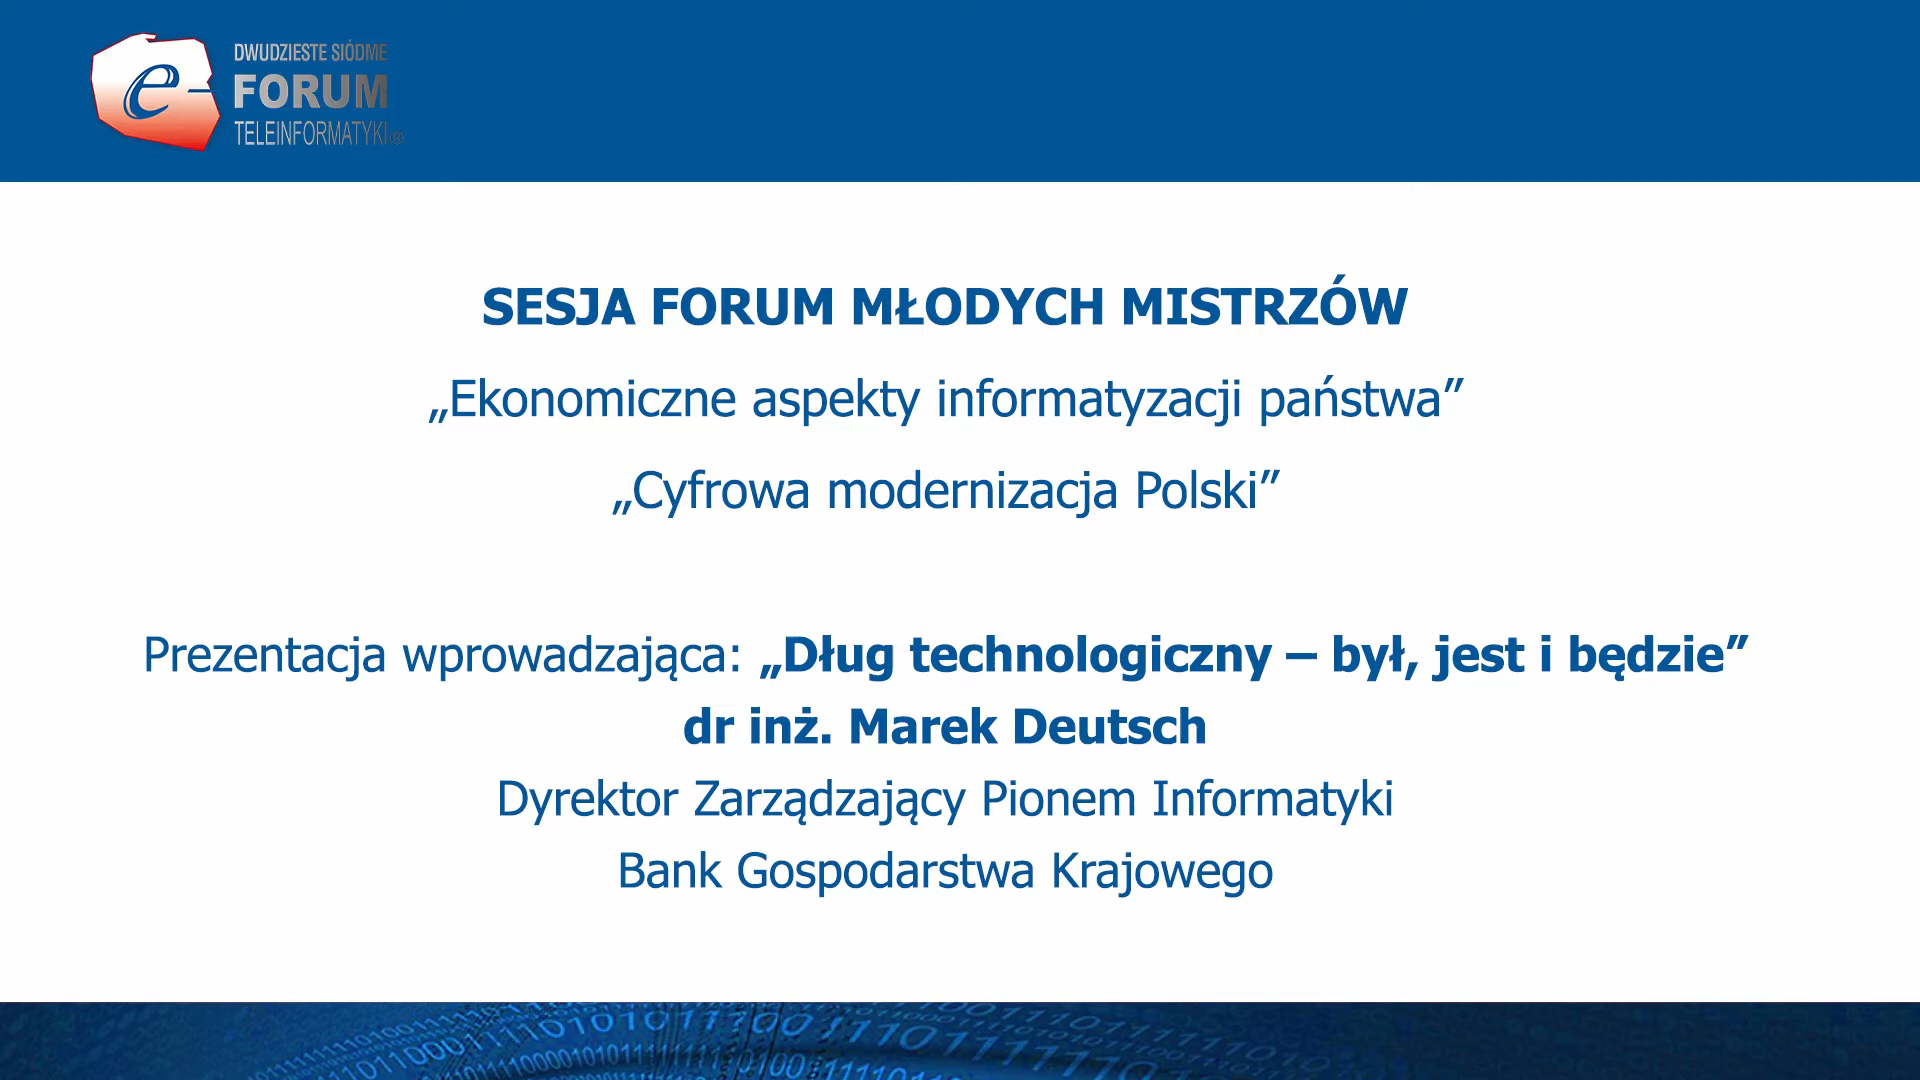 DWUDZIESTE SIÓDME
FORUM
TELEINFORMATYKI®
e-
SESJA FORUM MŁODYCH MISTRZÓW
„Ekonomiczne aspekty informatyzacji państwa”
„Cyfrowa modernizacja Polski”
Prezentacja wprowadzająca: „Dług technologiczny – był, jest i będzie”
dr inż. Marek Deutsch
Dyrektor Zarządzający Pionem Informatyki
Bank Gospodarstwa Krajowego